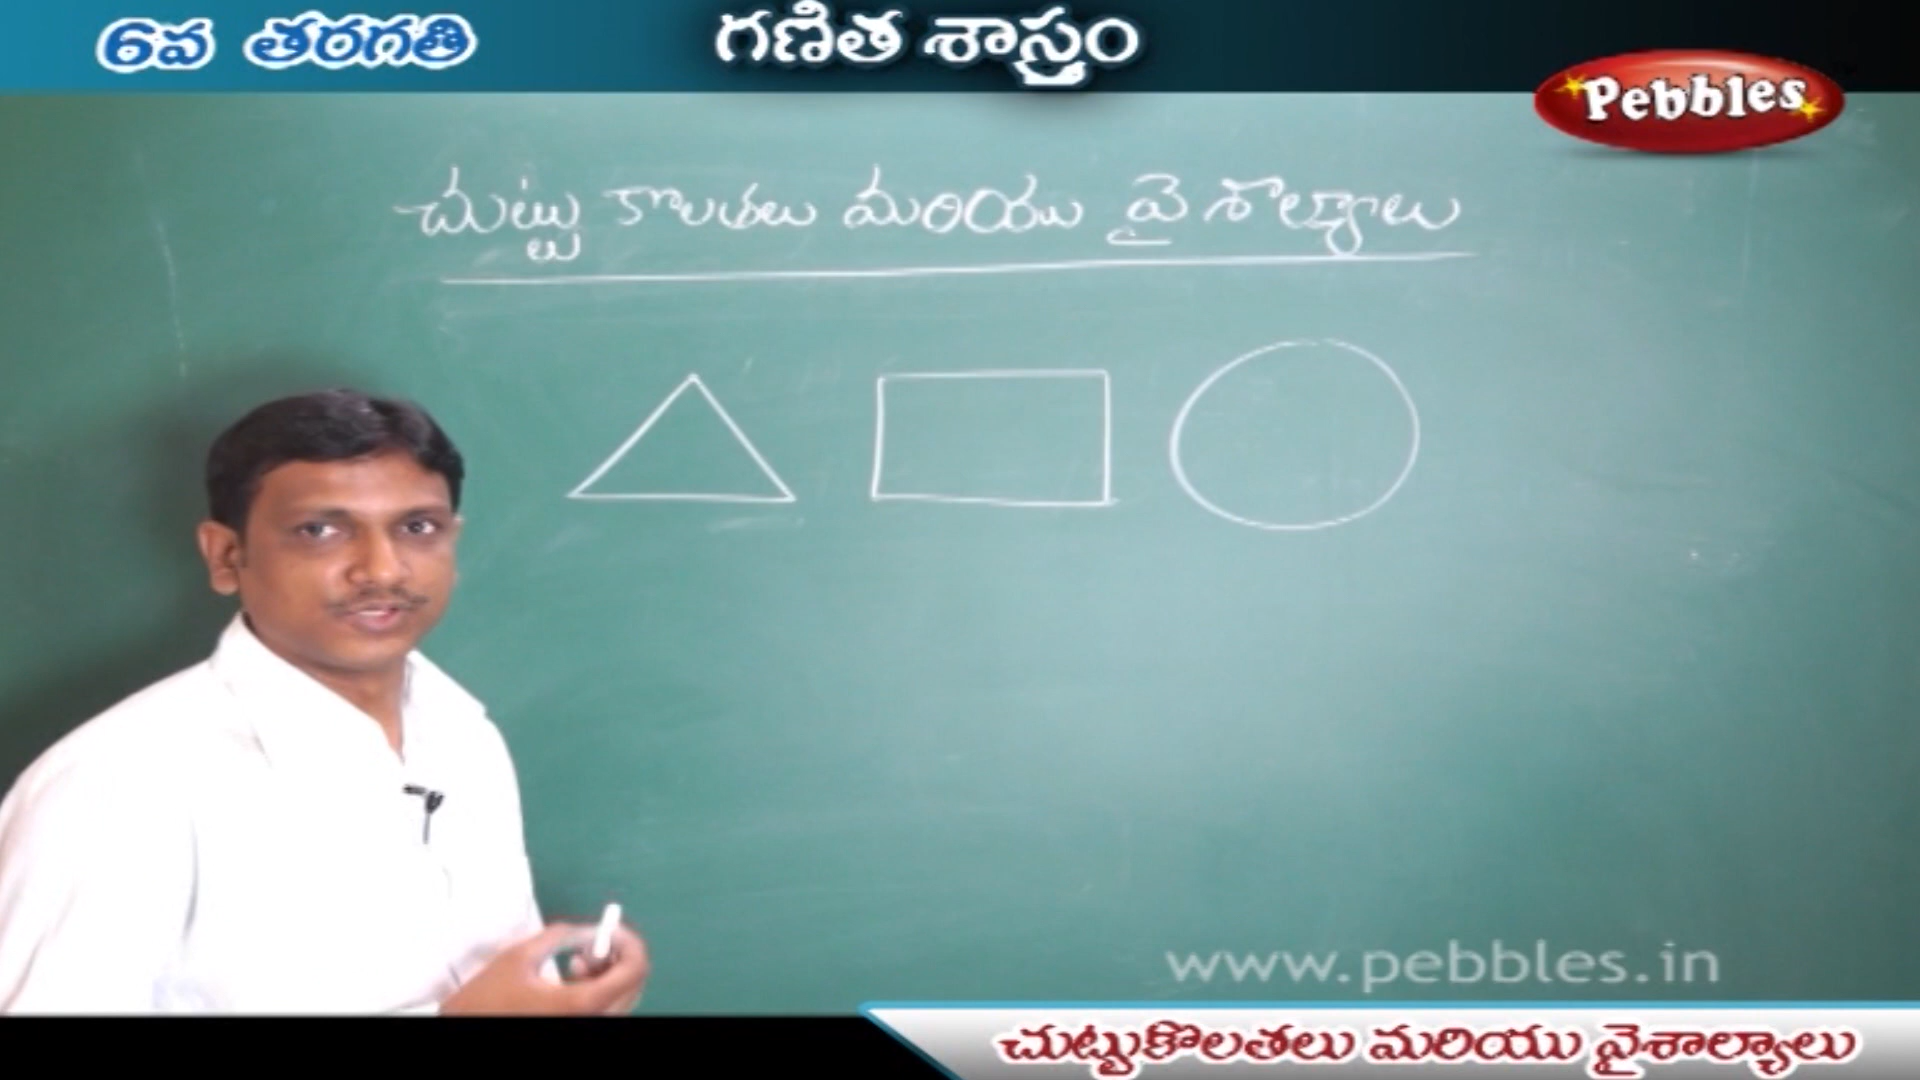 6వ తరగతి
గణిత శాస్త్రం
Pebbles
చుట్టు కొలతలు మరియు వై శాల్యాలు
www.pebbles.in
చుట్టుకొలతలు మరియు వైశాల్యాలు